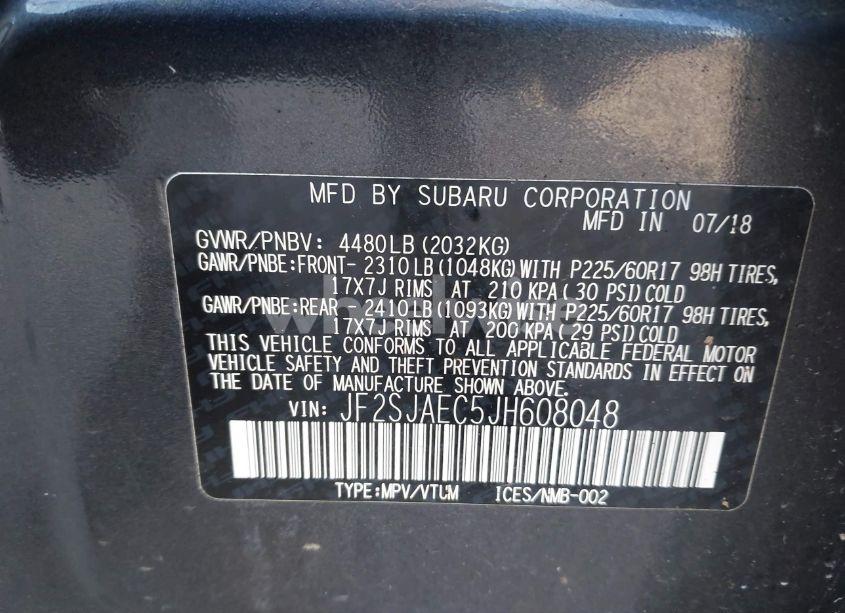 MFD BY SUBARU CORPORATION
MFD IN 07/18
GVWR/PNBV: 4480LB (2032KG)
GAWR/PNBE:FRONT- 2310 LB (1048KG) WITH P225/60R17 98H TIRES,
17X7J RIMS AT 210 KPA (30 PSI) COLD
GAWR/PNBE:REAR - 2410 LB (1093KG) WITH P225/60R17 98H TIRES,
17X7J RIMS AT 200 KPA (29 PSI) COLD
THIS VEHICLE CONFORMS TO ALL APPLICABLE FEDERAL MOTOR
VEHICLE SAFETY AND THEFT PREVENTION STANDARDS IN EFFECT ON
THE DATE OF MANUFACTURE SHOWN ABOVE.
VIN: JF2SJAEC5JH608048
TYPE:MPV/VTUM ICES/NMB-002